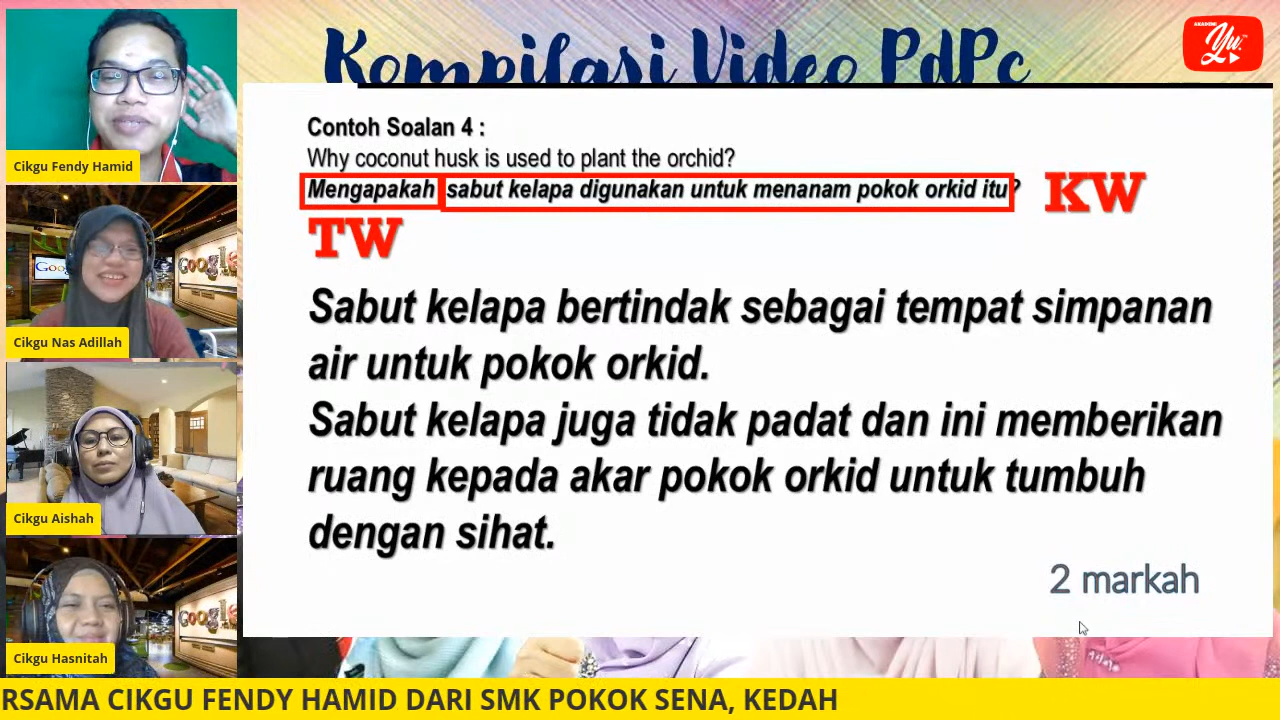 Kompilasi Video PdPc
AKADEMI
Yu.
Contoh Soalan 4 :
Why coconut husk is used to plant the orchid?
Mengapakah sabut kelapa digunakan untuk menanam pokok orkid itu?
KW
TW
Sabut kelapa bertindak sebagai tempat simpanan
air untuk pokok orkid.
Sabut kelapa juga tidak padat dan ini memberikan
ruang kepada akar pokok orkid untuk tumbuh
dengan sihat.
2 markah
Cikgu Fendy Hamid
Cikgu Nas Adillah
Cikgu Aishah
Cikgu Hasnitah
RSAMA CIKGU FENDY HAMID DARI SMK POKOK SENA, KEDAH